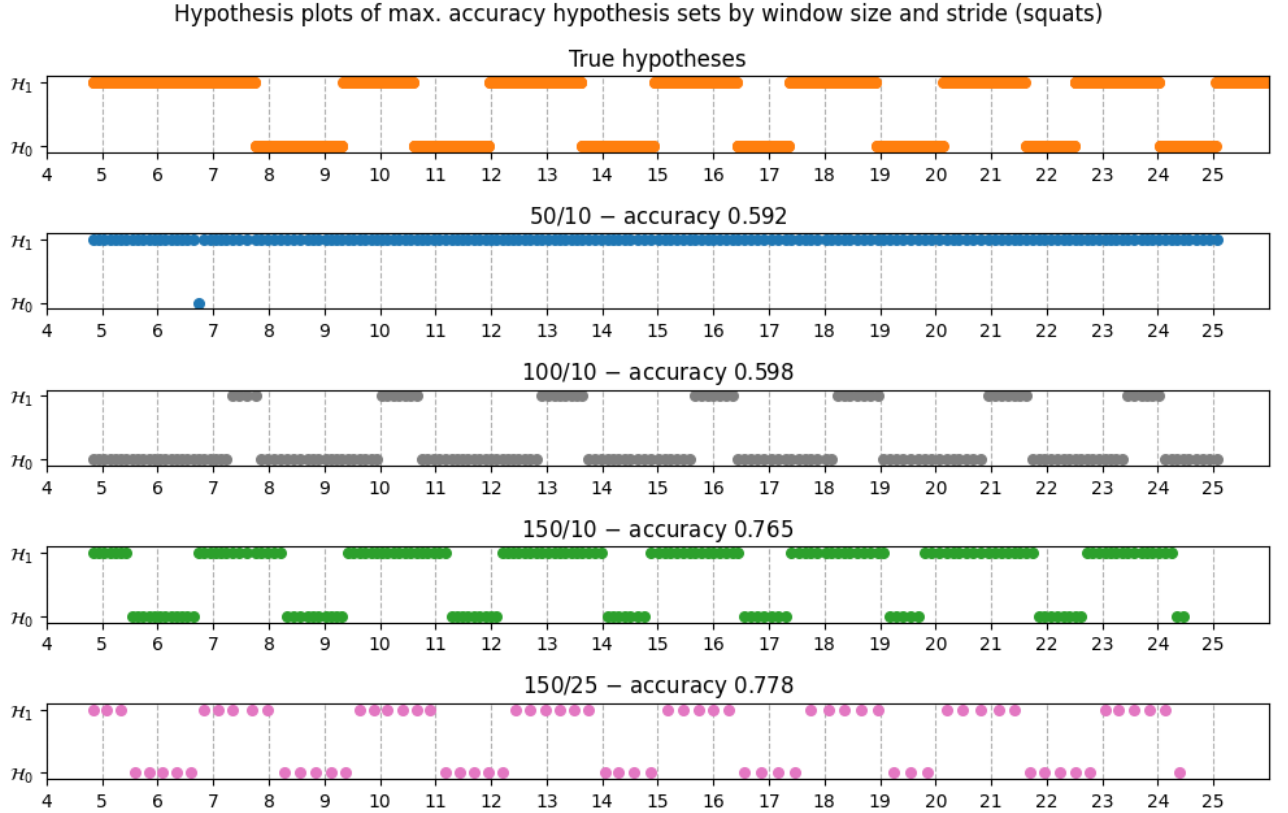 Hypothesis plots of max. accuracy hypothesis sets by window size and stride (squats)
True hypotheses
ℋ₁
ℋ₀
4 5 6 7 8 9 10 11 12 13 14 15 16 17 18 19 20 21 22 23 24 25
50/10 − accuracy 0.592
ℋ₁
ℋ₀
4 5 6 7 8 9 10 11 12 13 14 15 16 17 18 19 20 21 22 23 24 25
100/10 − accuracy 0.598
ℋ₁
ℋ₀
4 5 6 7 8 9 10 11 12 13 14 15 16 17 18 19 20 21 22 23 24 25
150/10 − accuracy 0.765
ℋ₁
ℋ₀
4 5 6 7 8 9 10 11 12 13 14 15 16 17 18 19 20 21 22 23 24 25
150/25 − accuracy 0.778
ℋ₁
ℋ₀
4 5 6 7 8 9 10 11 12 13 14 15 16 17 18 19 20 21 22 23 24 25